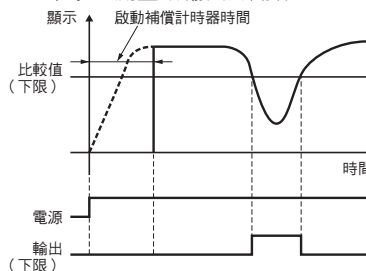 顯示
啟動補償計時器時間
比較值
（下限）
時間
電源
輸出
（下限）